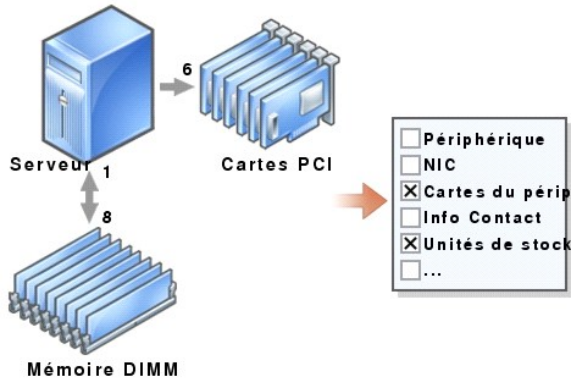 6
Serveur 1
Cartes PCI
8
Mémoire DIMM
Périphérique
NIC
Cartes du périp
Info Contact
Unités de stock
...